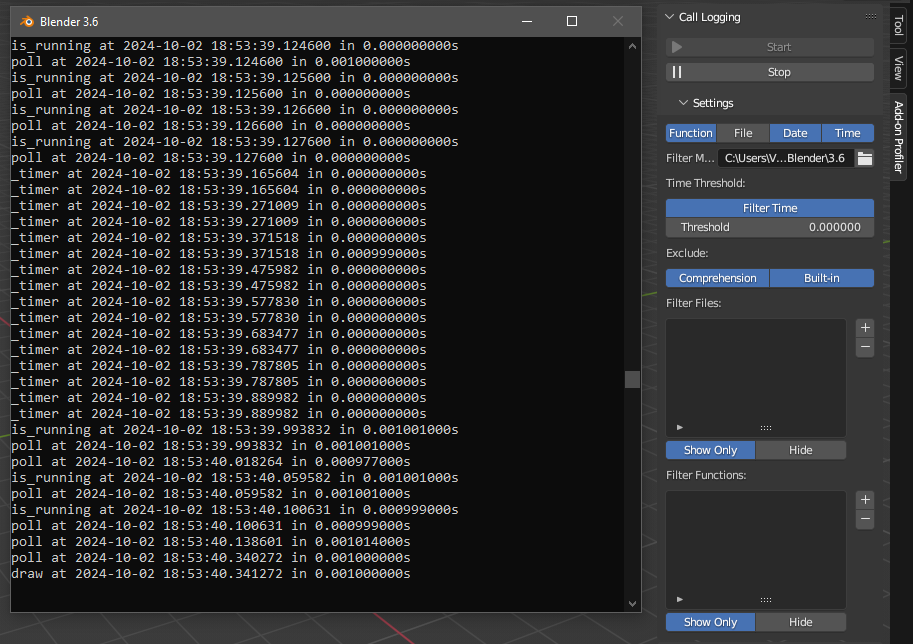 Blender 3.6
is_running at 2024-10-02 18:53:39.124600 in 0.000000000s
poll at 2024-10-02 18:53:39.124600 in 0.001000000s
is_running at 2024-10-02 18:53:39.125600 in 0.000000000s
poll at 2024-10-02 18:53:39.125600 in 0.000000000s
is_running at 2024-10-02 18:53:39.126600 in 0.000000000s
poll at 2024-10-02 18:53:39.126600 in 0.000000000s
is_running at 2024-10-02 18:53:39.127600 in 0.000000000s
poll at 2024-10-02 18:53:39.127600 in 0.000000000s
_timer at 2024-10-02 18:53:39.165604 in 0.000000000s
_timer at 2024-10-02 18:53:39.165604 in 0.000000000s
_timer at 2024-10-02 18:53:39.271009 in 0.000000000s
_timer at 2024-10-02 18:53:39.271009 in 0.000000000s
_timer at 2024-10-02 18:53:39.371518 in 0.000000000s
_timer at 2024-10-02 18:53:39.371518 in 0.000999000s
_timer at 2024-10-02 18:53:39.475982 in 0.000000000s
_timer at 2024-10-02 18:53:39.475982 in 0.000000000s
_timer at 2024-10-02 18:53:39.577830 in 0.000000000s
_timer at 2024-10-02 18:53:39.577830 in 0.000000000s
_timer at 2024-10-02 18:53:39.683477 in 0.000000000s
_timer at 2024-10-02 18:53:39.683477 in 0.000000000s
_timer at 2024-10-02 18:53:39.787805 in 0.000000000s
_timer at 2024-10-02 18:53:39.787805 in 0.000000000s
_timer at 2024-10-02 18:53:39.889982 in 0.000000000s
_timer at 2024-10-02 18:53:39.889982 in 0.000000000s
is_running at 2024-10-02 18:53:39.993832 in 0.001001000s
poll at 2024-10-02 18:53:39.993832 in 0.001001000s
poll at 2024-10-02 18:53:40.018264 in 0.000977000s
is_running at 2024-10-02 18:53:40.059582 in 0.001001000s
poll at 2024-10-02 18:53:40.059582 in 0.001001000s
is_running at 2024-10-02 18:53:40.100631 in 0.000999000s
poll at 2024-10-02 18:53:40.100631 in 0.000999000s
poll at 2024-10-02 18:53:40.138601 in 0.001014000s
poll at 2024-10-02 18:53:40.340272 in 0.001000000s
draw at 2024-10-02 18:53:40.341272 in 0.001000000s
Call Logging
Start
Stop
Settings
Function File Date Time
Filter M... C:\Users\V...Blender\3.6
Time Threshold:
Filter Time
Threshold 0.000000
Exclude:
Comprehension Built-in
Filter Files:
Show Only Hide
Filter Functions:
Show Only Hide
Tool
View
Add-on Profiler